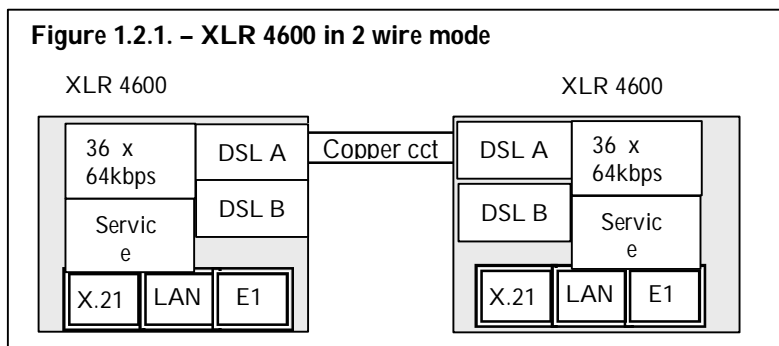 Figure 1.2.1. – XLR 4600 in 2 wire mode
XLR 4600
XLR 4600
36 x
64kbps
DSL A
Copper cct
DSL A
36 x
64kbps
DSL B
DSL B
Servic
e
Servic
e
X.21
LAN
E1
X.21
LAN
E1